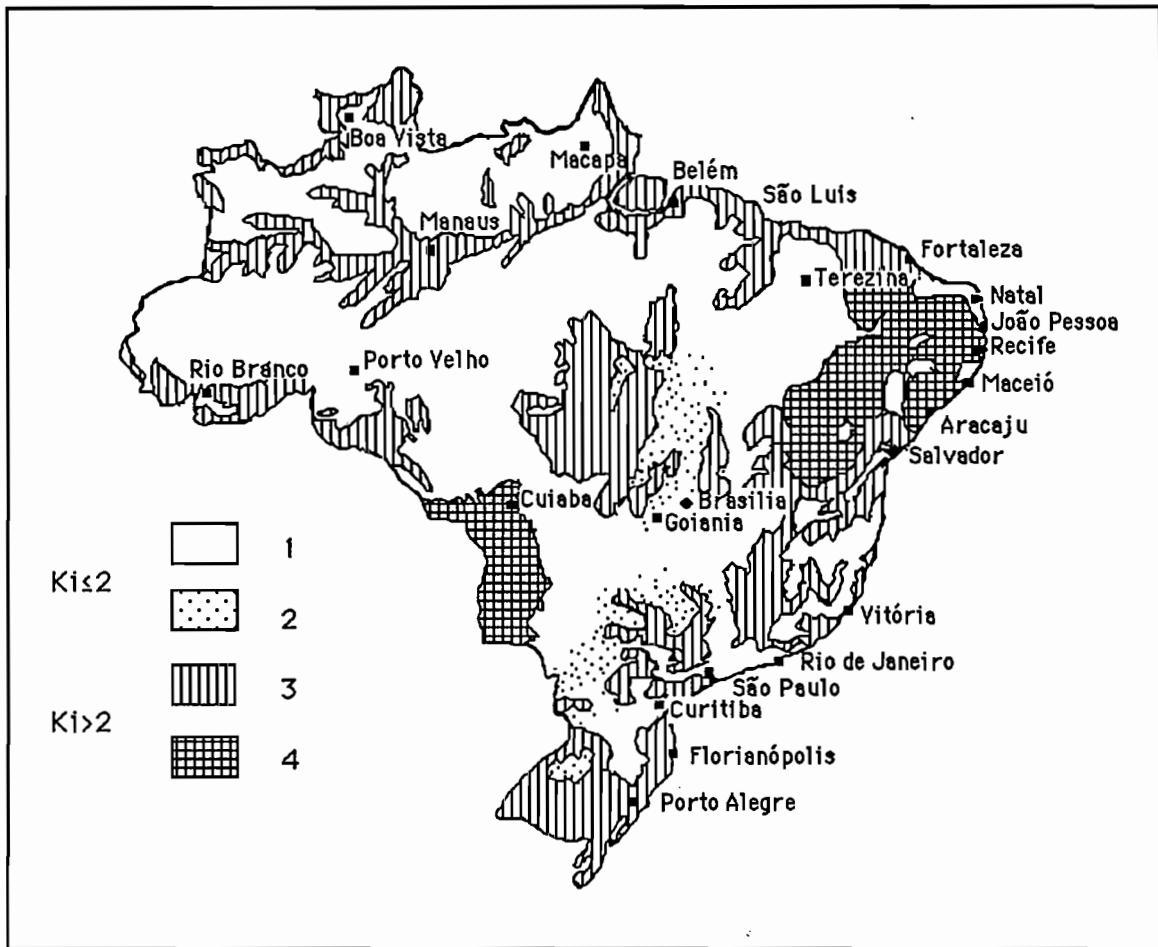 Boa Vista
Macapa
Belém
São Luis
Manaus
Fortaleza
Terezina
Natal
João Pessoa
Recife
Rio Branco
Porto Velho
Maceió
Aracaju
Salvador
Cuiaba
Brasilia
Goiania
1
Ki≤2
2
Vitória
3
Rio de Janeiro
São Paulo
Ki>2
Curitiba
4
Florianópolis
Porto Alegre